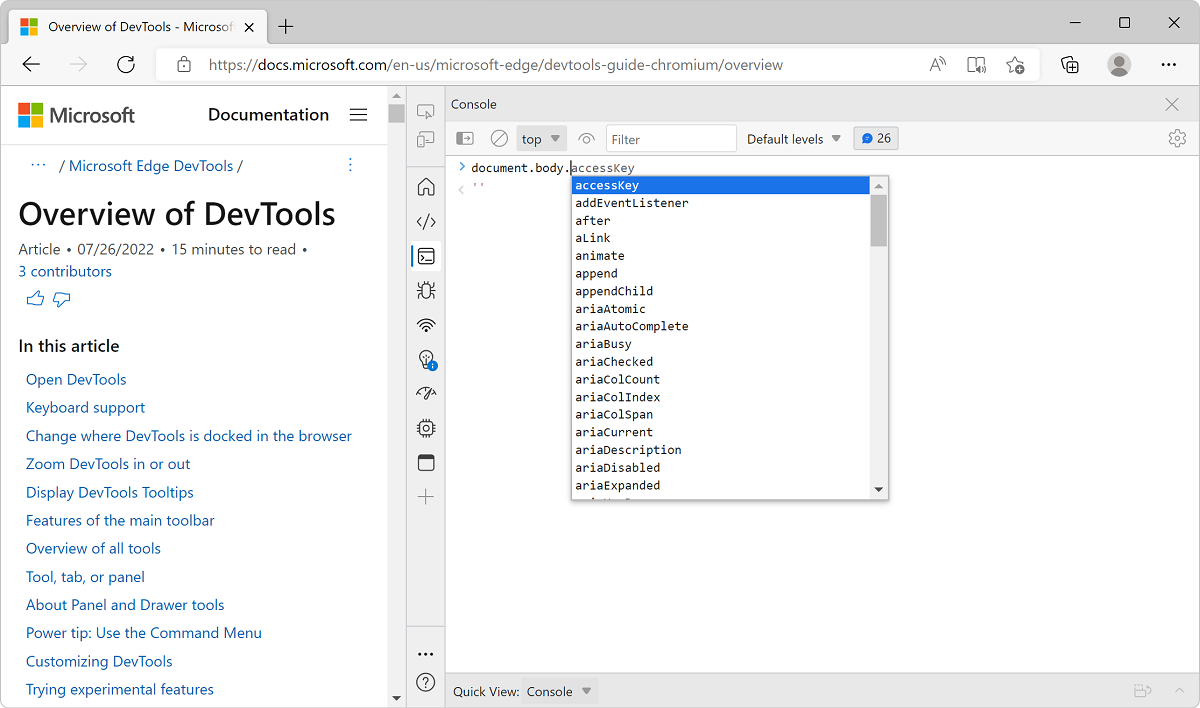 Overview of DevTools - Microsof
https://docs.microsoft.com/en-us/microsoft-edge/devtools-guide-chromium/overview
Microsoft
Documentation
... / Microsoft Edge DevTools /
Overview of DevTools
Article • 07/26/2022 • 15 minutes to read •
3 contributors
In this article
Open DevTools
Keyboard support
Change where DevTools is docked in the browser
Zoom DevTools in or out
Display DevTools Tooltips
Features of the main toolbar
Overview of all tools
Tool, tab, or panel
About Panel and Drawer tools
Power tip: Use the Command Menu
Customizing DevTools
Trying experimental features
Console
top Filter Default levels 26
> document.body.accessKey
< ''
accessKey
addEventListener
after
aLink
animate
append
appendChild
ariaAtomic
ariaAutoComplete
ariaBusy
ariaChecked
ariaColCount
ariaColIndex
ariaColSpan
ariaCurrent
ariaDescription
ariaDisabled
ariaExpanded
Quick View: Console